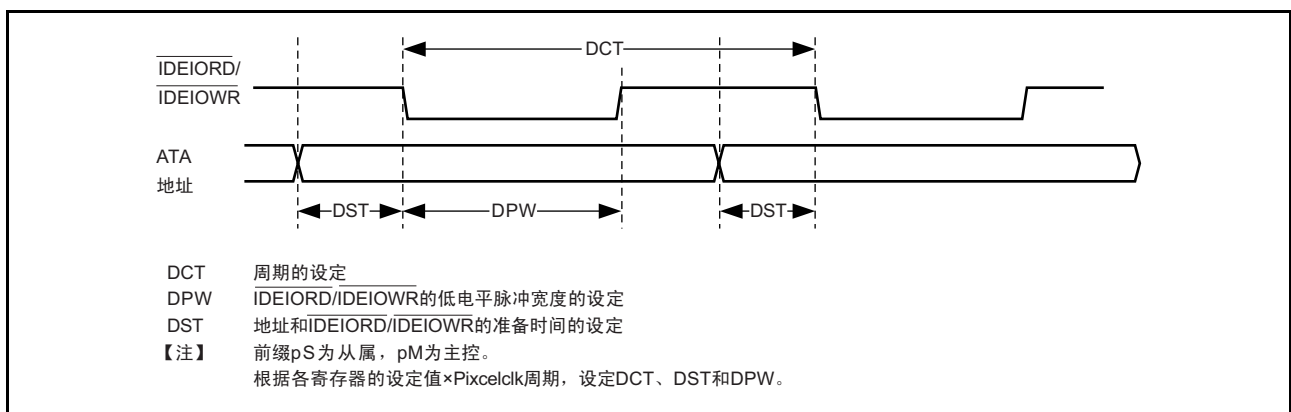 DCT
IDEIORD/
IDEIOWR
ATA
地址
DST DPW DST
DCT 周期的设定
DPW IDEIORD/IDEIOWR的低电平脉冲宽度的设定
DST 地址和IDEIORD/IDEIOWR的准备时间的设定
【注】 前缀pS为从属，pM为主控。
根据各寄存器的设定值×Pixcelclk周期，设定DCT、DST和DPW。